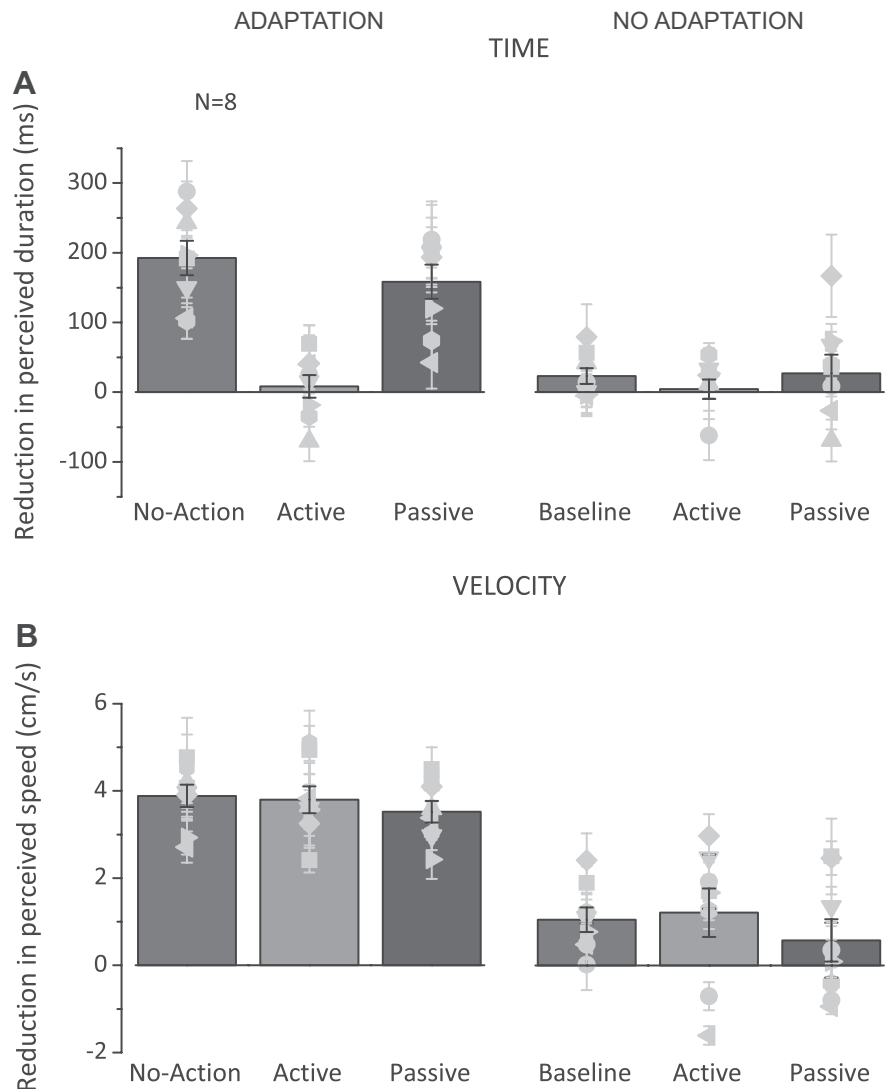 ADAPTATION NO ADAPTATION
TIME
A
N=8
Reduction in perceived duration (ms)
300
200
100
0
-100
No-Action Active Passive Baseline Active Passive
VELOCITY
B
Reduction in perceived speed (cm/s)
6
4
2
0
-2
No-Action Active Passive Baseline Active Passive